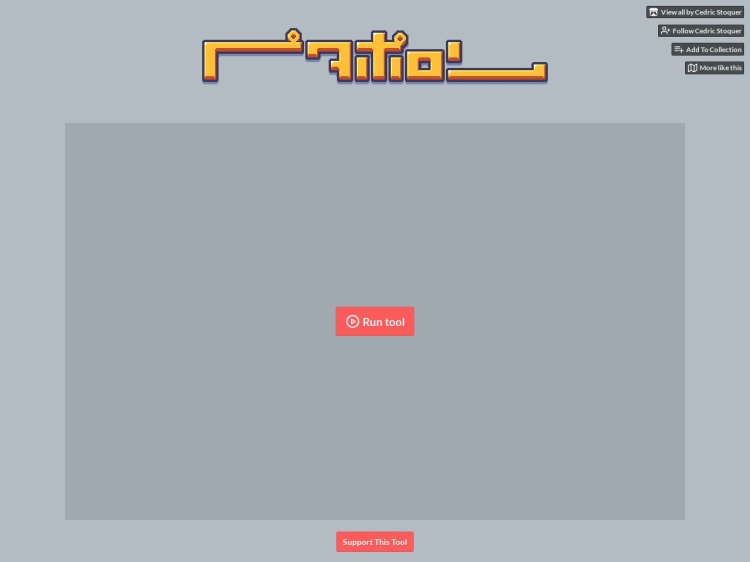 View all by Cedric Stoquer
Follow Cedric Stoquer
Add To Collection
More like this
Run tool
Support This Tool